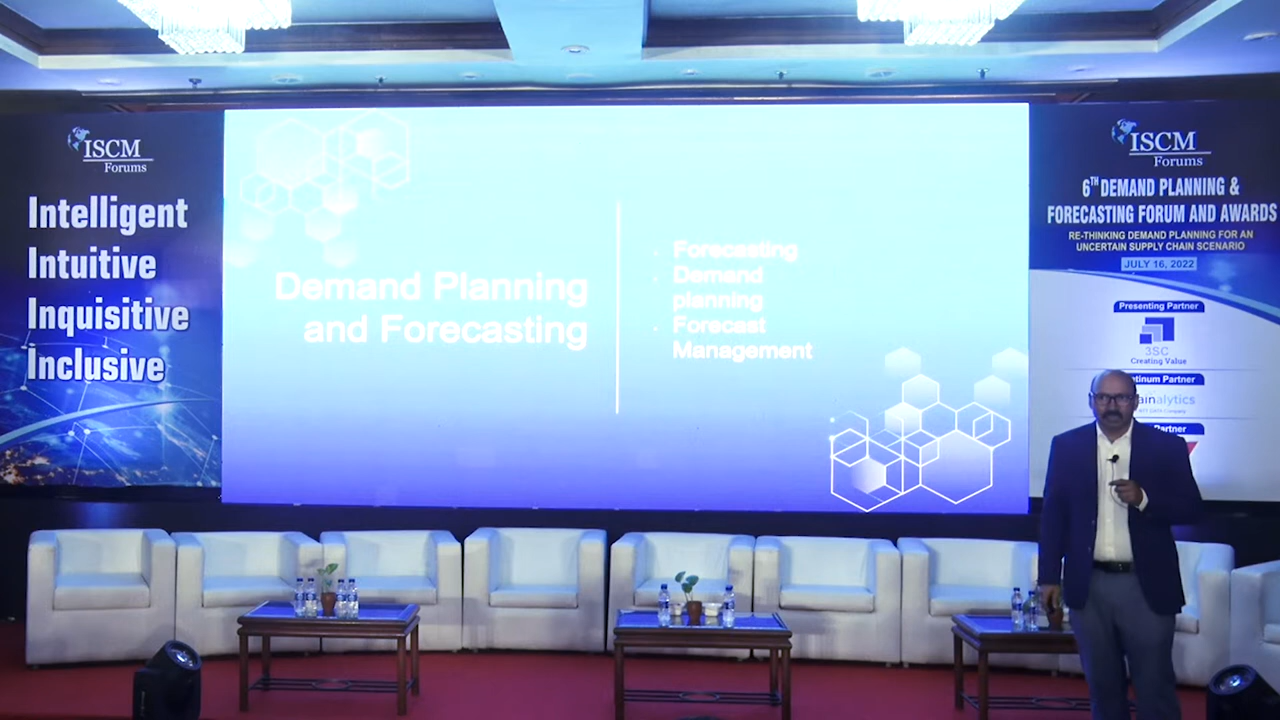 ISCM
Forums
Intelligent
Intuitive
Inquisitive
Inclusive
Demand Planning
and Forecasting
Forecasting
Demand
planning
Forecast
Management
ISCM
Forums
6TH DEMAND PLANNING &
FORECASTING FORUM AND AWARDS
RE-THINKING DEMAND PLANNING FOR AN
UNCERTAIN SUPPLY CHAIN SCENARIO
JULY 16, 2022
Presenting Partner
3SC
Creating Value
tinum Partner
ainalytics
Partner